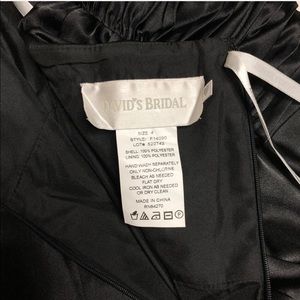 DAVID'S BRIDAL
SIZE: 4
STYLE: F14090
SHELL: 100% POLYESTER
LINING: 100% POLYESTER
HAND WASH SEPARATELY
ONLY NON-CHLORINE
BLEACH AS NEEDED
FLAT DRY
COOL IRON AS NEEDED
OR DRY CLEAN
MADE IN CHINA